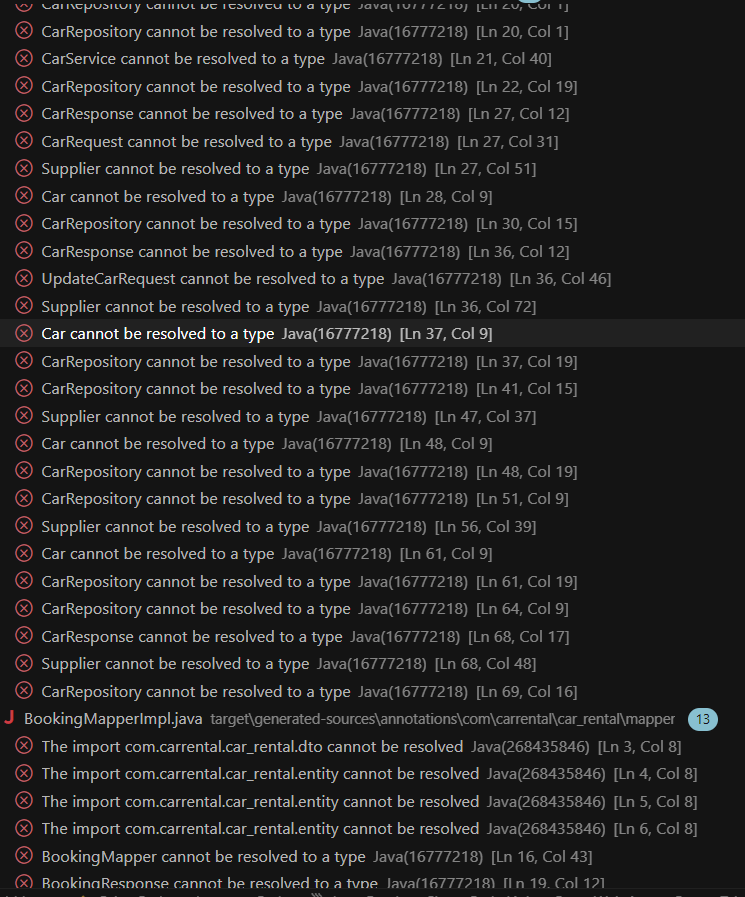 CarRepository cannot be resolved to a type Java(16777218) [Ln 20, Col 1]
CarRepository cannot be resolved to a type Java(16777218) [Ln 20, Col 1]
CarService cannot be resolved to a type Java(16777218) [Ln 21, Col 40]
CarRepository cannot be resolved to a type Java(16777218) [Ln 22, Col 19]
CarResponse cannot be resolved to a type Java(16777218) [Ln 27, Col 12]
CarRequest cannot be resolved to a type Java(16777218) [Ln 27, Col 31]
Supplier cannot be resolved to a type Java(16777218) [Ln 27, Col 51]
Car cannot be resolved to a type Java(16777218) [Ln 28, Col 9]
CarRepository cannot be resolved to a type Java(16777218) [Ln 30, Col 15]
CarResponse cannot be resolved to a type Java(16777218) [Ln 36, Col 12]
UpdateCarRequest cannot be resolved to a type Java(16777218) [Ln 36, Col 46]
Supplier cannot be resolved to a type Java(16777218) [Ln 36, Col 72]
Car cannot be resolved to a type Java(16777218) [Ln 37, Col 9]
CarRepository cannot be resolved to a type Java(16777218) [Ln 37, Col 19]
CarRepository cannot be resolved to a type Java(16777218) [Ln 41, Col 15]
Supplier cannot be resolved to a type Java(16777218) [Ln 47, Col 37]
Car cannot be resolved to a type Java(16777218) [Ln 48, Col 9]
CarRepository cannot be resolved to a type Java(16777218) [Ln 48, Col 19]
CarRepository cannot be resolved to a type Java(16777218) [Ln 51, Col 9]
Supplier cannot be resolved to a type Java(16777218) [Ln 56, Col 39]
Car cannot be resolved to a type Java(16777218) [Ln 61, Col 9]
CarRepository cannot be resolved to a type Java(16777218) [Ln 61, Col 19]
CarRepository cannot be resolved to a type Java(16777218) [Ln 64, Col 9]
CarResponse cannot be resolved to a type Java(16777218) [Ln 68, Col 17]
Supplier cannot be resolved to a type Java(16777218) [Ln 68, Col 48]
CarRepository cannot be resolved to a type Java(16777218) [Ln 69, Col 16]
J BookingMapperImpl.java target\generated-sources\annotations\com\carrental\car_rental\mapper 13
The import com.carrental.car_rental.dto cannot be resolved Java(268435846) [Ln 3, Col 8]
The import com.carrental.car_rental.entity cannot be resolved Java(268435846) [Ln 4, Col 8]
The import com.carrental.car_rental.entity cannot be resolved Java(268435846) [Ln 5, Col 8]
The import com.carrental.car_rental.entity cannot be resolved Java(268435846) [Ln 6, Col 8]
BookingMapper cannot be resolved to a type Java(16777218) [Ln 16, Col 43]
BookingResponse cannot be resolved to a type Java(16777218) [Ln 19, Col 12]